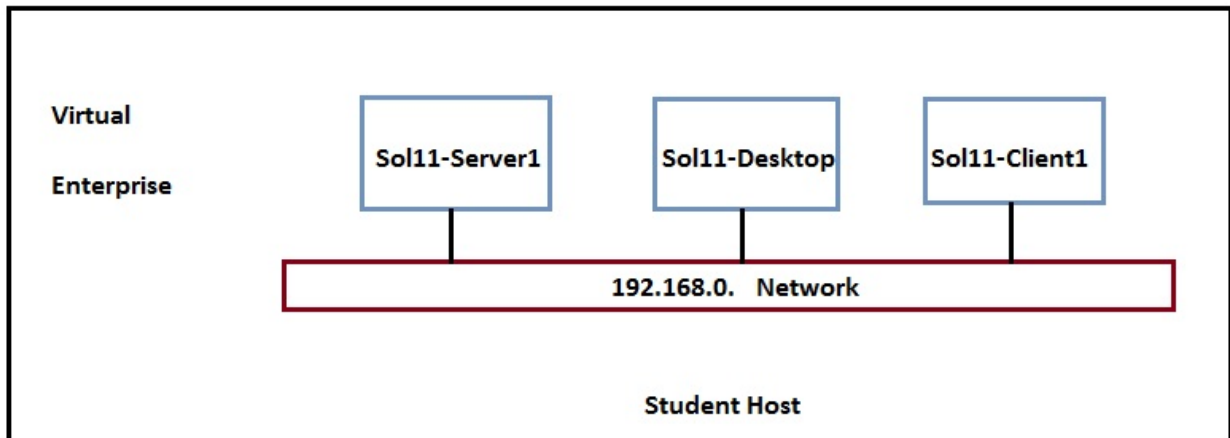 Virtual
Enterprise
Sol11-Server1
Sol11-Desktop
Sol11-Client1
192.168.0. Network
Student Host